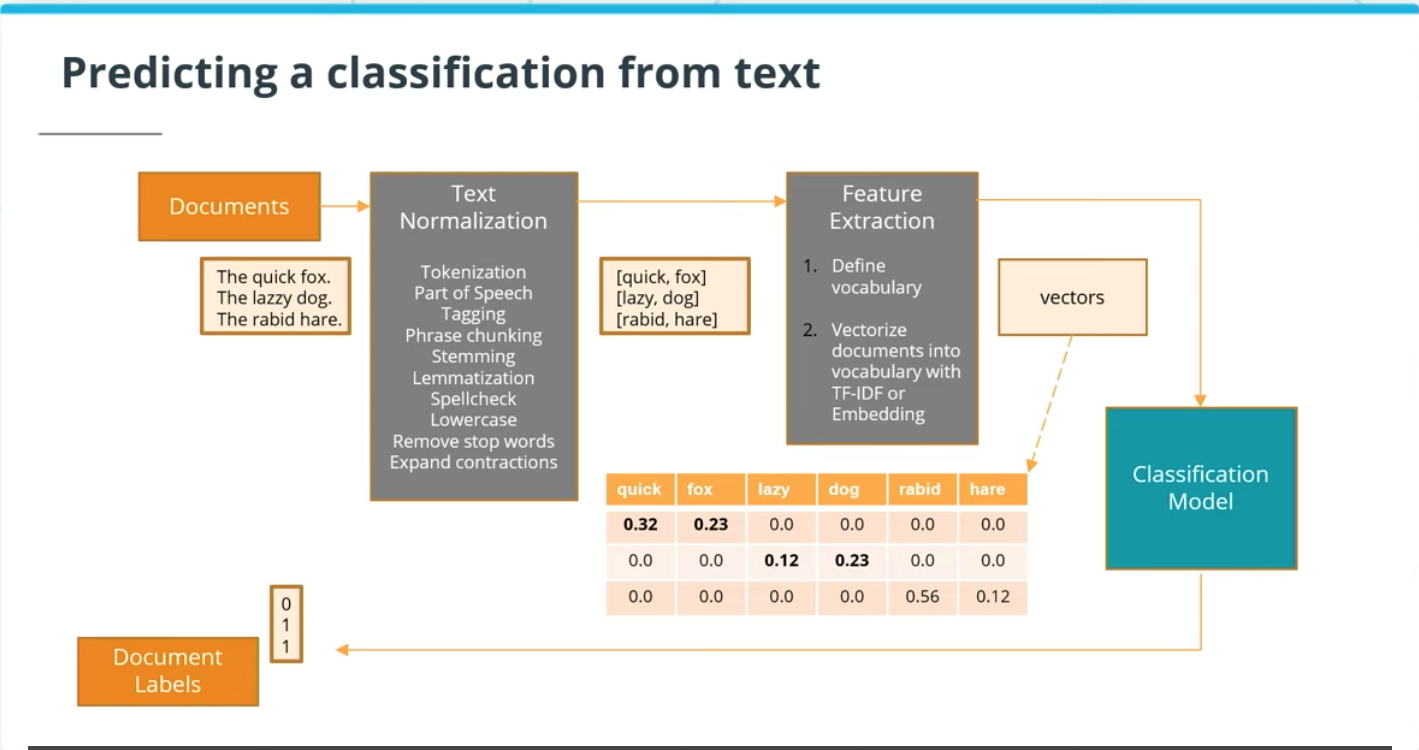 Predicting a classification from text
Documents
The quick fox.
The lazzy dog.
The rabid hare.
Text
Normalization
Tokenization
Part of Speech
Tagging
Phrase chunking
Stemming
Lemmatization
Spellcheck
Lowercase
Remove stop words
Expand contractions
[quick, fox]
[lazy, dog]
[rabid, hare]
Feature
Extraction
1. Define
vocabulary
2. Vectorize
documents into
vocabulary with
TF-IDF or
Embedding
vectors
quick fox lazy dog rabid hare
0.32 0.23 0.0 0.0 0.0 0.0
0.0 0.0 0.12 0.23 0.0 0.0
0.0 0.0 0.0 0.0 0.56 0.12
Classification
Model
0
1
1
Document
Labels